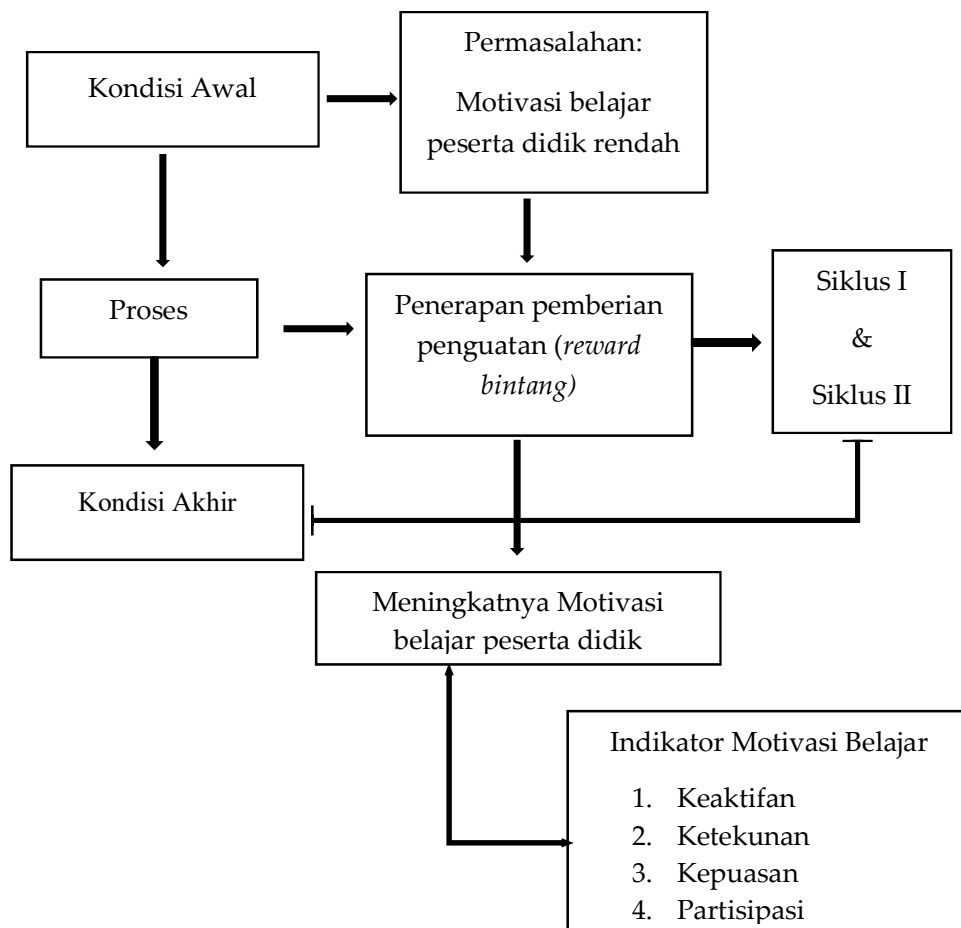 Kondisi Awal
Permasalahan:
Motivasi belajar
peserta didik rendah
Proses
Penerapan pemberian
penguatan (reward
bintang)
Siklus I
&
Siklus II
Kondisi Akhir
Meningkatnya Motivasi
belajar peserta didik
Indikator Motivasi Belajar
1. Keaktifan
2. Ketekunan
3. Kepuasan
4. Partisipasi